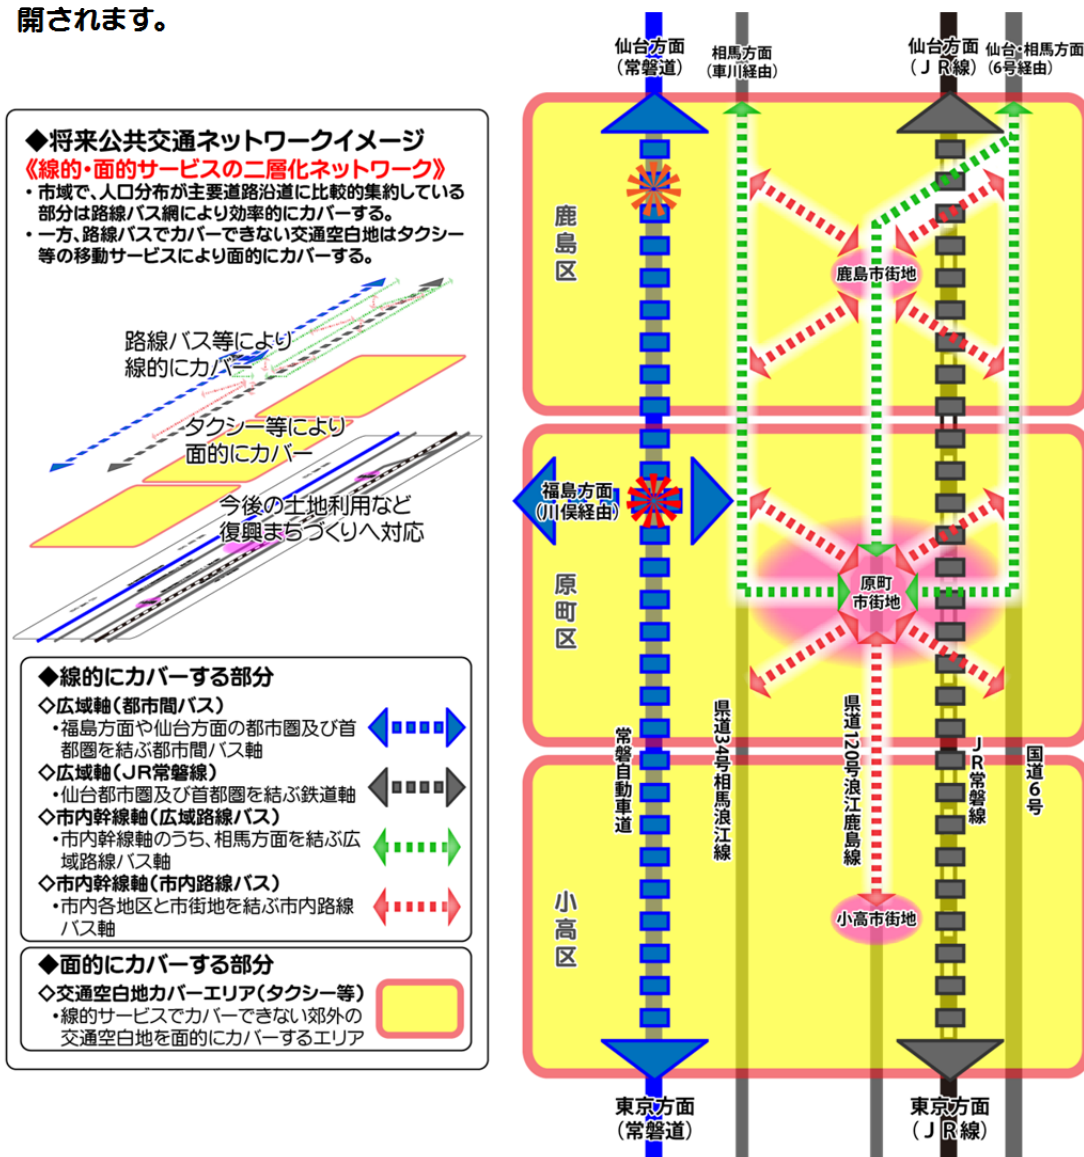 開されます。
◆将来公共交通ネットワークイメージ
《線的・面的サービスの二層化ネットワーク》
・市域で、人口分布が主要道路沿道に比較的集約している
部分は路線バス網により効率的にカバーする。
・一方、路線バスでカバーできない交通空白地はタクシー
等の移動サービスにより面的にカバーする。
路線バス等により
線的にカバー
タクシー等により
面的にカバー
今後の土地利用など
復興まちづくりへ対応
◆線的にカバーする部分
◇広域軸(都市間バス)
・福島方面や仙台方面の都市圏及び首
都圏を結ぶ都市間バス軸
◇広域軸(JR常磐線)
・仙台都市圏及び首都圏を結ぶ鉄道軸
◇市内幹線軸(広域路線バス)
・市内幹線軸のうち、相馬方面を結ぶ広
域路線バス軸
◇市内幹線軸(市内路線バス)
・市内各地区と市街地を結ぶ市内路線
バス軸
◆面的にカバーする部分
◇交通空白地カバーエリア(タクシー等)
・線的サービスでカバーできない郊外の
交通空白地を面的にカバーするエリア
仙台方面
(常磐道)
相馬方面
(車川経由)
仙台方面
(JR線)
仙台・相馬方面
(6号経由)
鹿島区
鹿島市街地
福島方面
(川俣経由)
原町区
原町
市街地
常磐自動車道
県道34号相馬浪江線
県道120号浪江鹿島線
JR常磐線
国道6号
小高区
小高市街地
東京方面
(常磐道)
東京方面
(JR線)